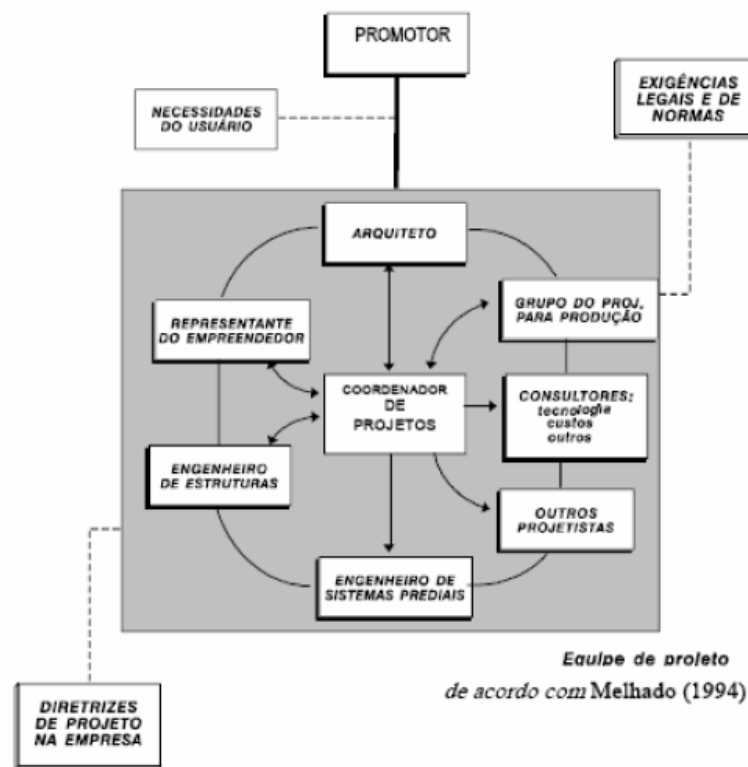 PROMOTOR
NECESSIDADES
DO USUÁRIO
EXIGÊNCIAS
LEGAIS E DE
NORMAS
ARQUITETO
REPRESENTANTE
DO EMPREENDEDOR
GRUPO DO PROJ.
PARA PRODUÇÃO
COORDENADOR
DE
PROJETOS
CONSULTORES;
tecnologia
custos
outros
ENGENHEIRO
DE ESTRUTURAS
OUTROS
PROJETISTAS
ENGENHEIRO DE
SISTEMAS PREDIAIS
Equipe de projeto
de acordo com Melhado (1994)
DIRETRIZES
DE PROJETO
NA EMPRESA